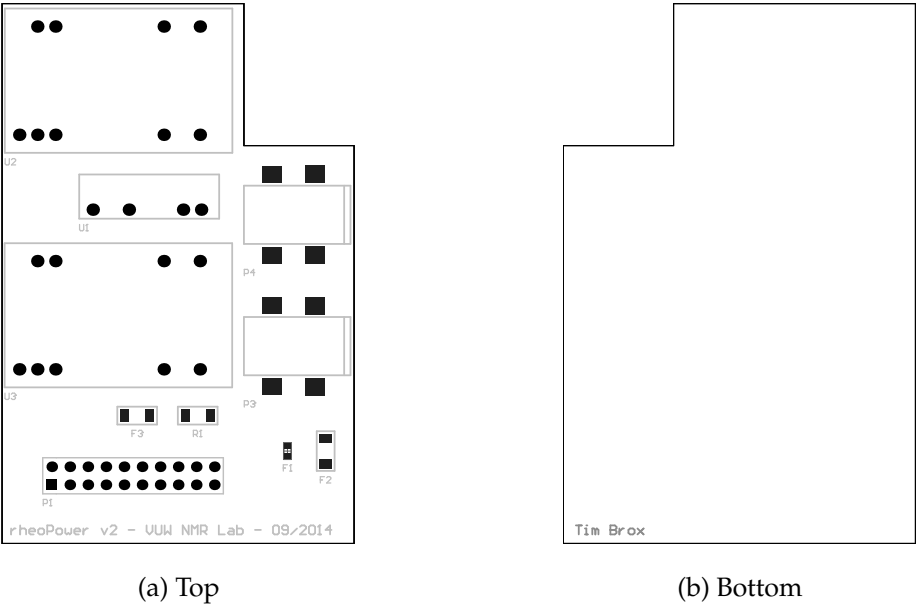 U2
U1
P4
U3
P3
F3 R1
F1
F2
P1
rheoPower v2 - VUW NMR Lab - 09/2014
Tim Brox
(a) Top
(b) Bottom